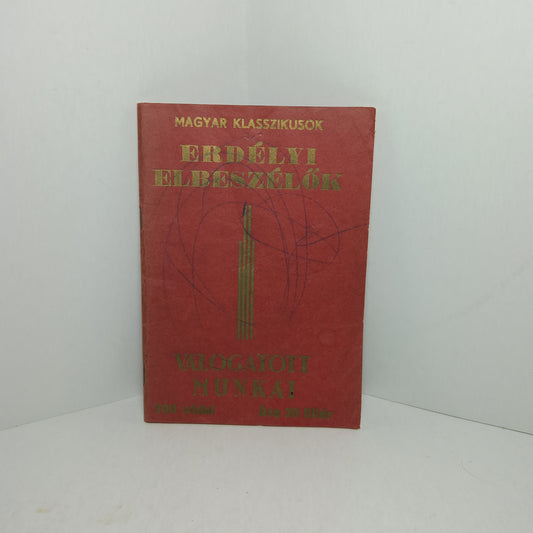 MAGYAR KLASSZIKUSOK
ERDÉLYI
ELBESZÉLŐK
VÁLOGATOTT
MUNKÁI